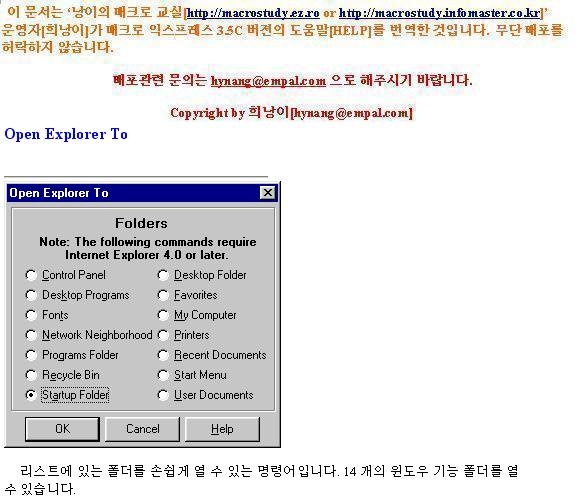 이 문서는 ‘낭이의 매크로 교실[http://macrostudy.ez.ro or http://macrostudy.infomaster.co.kr]’
운영자[희낭이]가 매크로 익스프레스 3.5C 버젼의 도움말[HELP]를 번역한 것입니다. 무단 배포를
허락하지 않습니다.
배포관련 문의는 hynang@empal.com 으로 해주시기 바랍니다.
Copyright by 희낭이[hynang@empal.com]
Open Explorer To
Open Explorer To
Folders
Note: The following commands require
Internet Explorer 4.0 or later.
Control Panel Desktop Folder
Desktop Programs Favorites
Fonts My Computer
Network Neighborhood Printers
Programs Folder Recent Documents
Recycle Bin Start Menu
Startup Folder User Documents
OK Cancel Help
리스트에 있는 폴더를 손쉽게 열 수 있는 명령어입니다. 14 개의 윈도우 기능 폴더를 열
수 있습니다.